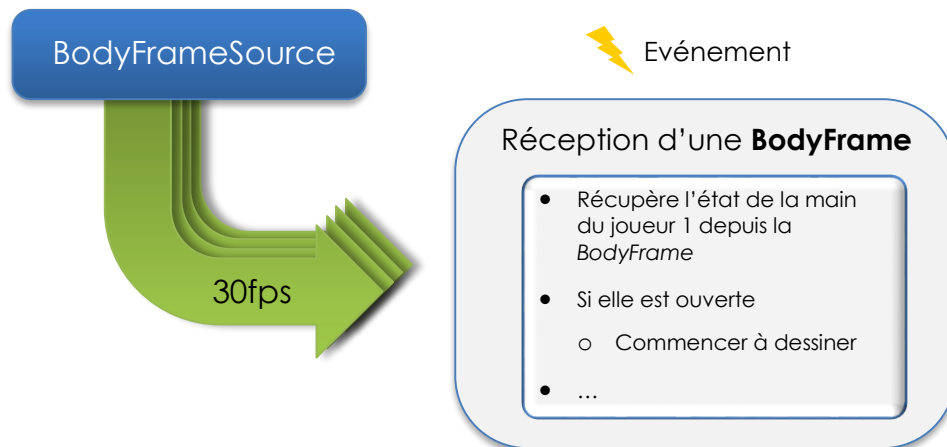 BodyFrameSource
Evénement
30fps
Réception d’une BodyFrame
● Récupère l’état de la main
du joueur 1 depuis la
BodyFrame
● Si elle est ouverte
o Commencer à dessiner
● …